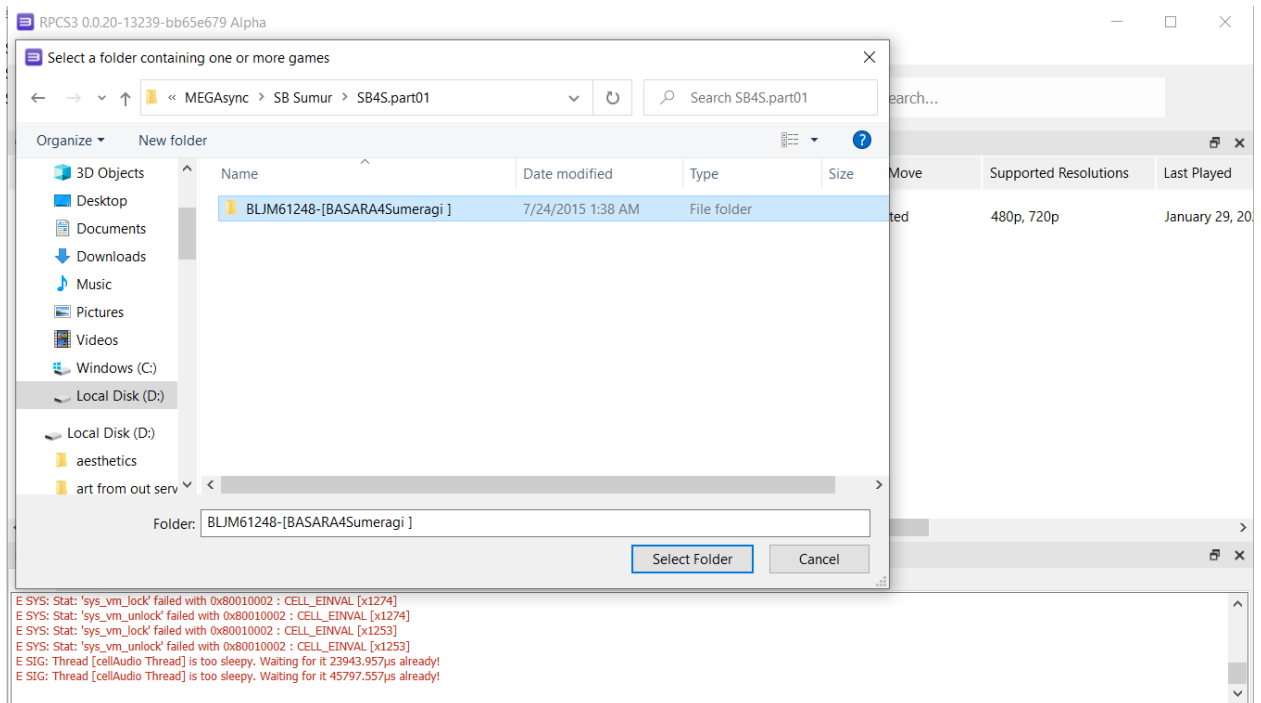 RPCS3 0.0.20-13239-bb65e679 Alpha
Select a folder containing one or more games
« MEGAsync > SB Sumur > SB4S.part01
Search SB4S.part01
earch...
Organize
New folder
?
3D Objects
Desktop
Documents
Downloads
Music
Pictures
Videos
Windows (C:)
Local Disk (D:)
Local Disk (D:)
aesthetics
art from out serv
Name Date modified Type Size
BLJM61248-[BASARA4Sumeragi ] 7/24/2015 1:38 AM File folder
Move Supported Resolutions Last Played
ted 480p, 720p January 29, 20
Folder: BLJM61248-[BASARA4Sumeragi ]
Select Folder Cancel
E SYS: Stat: 'sys_vm_lock' failed with 0x80010002 : CELL_EINVAL [x1274]
E SYS: Stat: 'sys_vm_unlock' failed with 0x80010002 : CELL_EINVAL [x1274]
E SYS: Stat: 'sys_vm_lock' failed with 0x80010002 : CELL_EINVAL [x1253]
E SYS: Stat: 'sys_vm_unlock' failed with 0x80010002 : CELL_EINVAL [x1253]
E SIG: Thread [cellAudio Thread] is too sleepy. Waiting for it 23943.957µs already!
E SIG: Thread [cellAudio Thread] is too sleepy. Waiting for it 45797.557µs already!